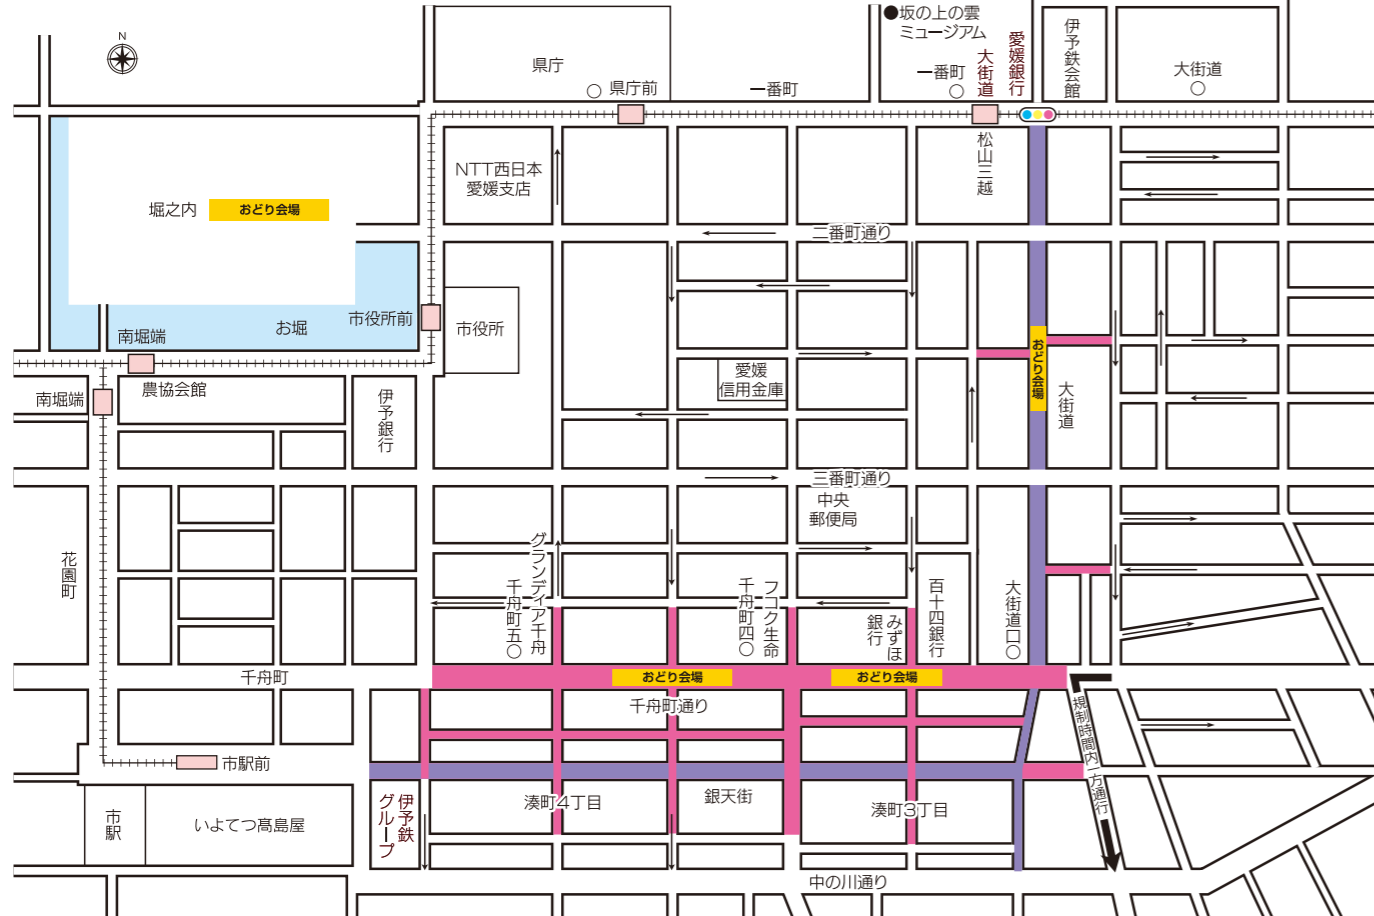 N
●坂の上の雲
ミュージアム
県庁
県庁前
一番町
一番町
大街道
愛媛銀行
伊予鉄会館
大街道
NTT西日本
愛媛支店
松山三越
堀之内
おどり会場
二番町通り
市役所前
市役所
お堀
南堀端
南堀端
農協会館
伊予銀行
愛媛
信用金庫
おどり会場
大街道
三番町通り
中央
郵便局
花園町
グランディア千舟
千舟町五〇
フコク生命
千舟町四〇
みずほ
銀行
百十四銀行
大街道口〇
千舟町
おどり会場
おどり会場
千舟町通り
規制時間内一方通行
市駅前
市駅
いよてつ髙島屋
伊予鉄
グループ
湊町4丁目
銀天街
湊町3丁目
中の川通り